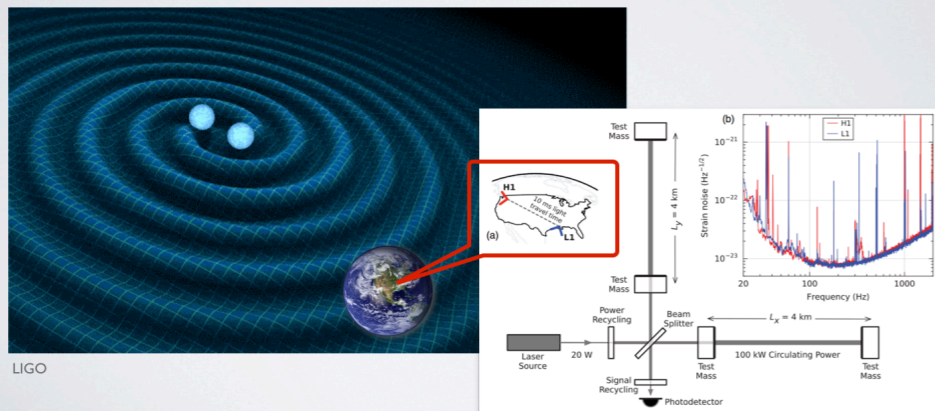 LIGO
H1
10 ms light
travel time
(a)
L1
Test
Mass
L_y = 4 km
Test
Mass
Power
Recycling
Beam
Splitter
L_x = 4 km
Laser
Source
20 W
Test
Mass
100 kW Circulating Power
Test
Mass
Signal
Recycling
Photodetector
(b)
H1
L1
Strain noise (Hz^-1/2)
10^-21
10^-22
10^-23
20
100
1000
Frequency (Hz)